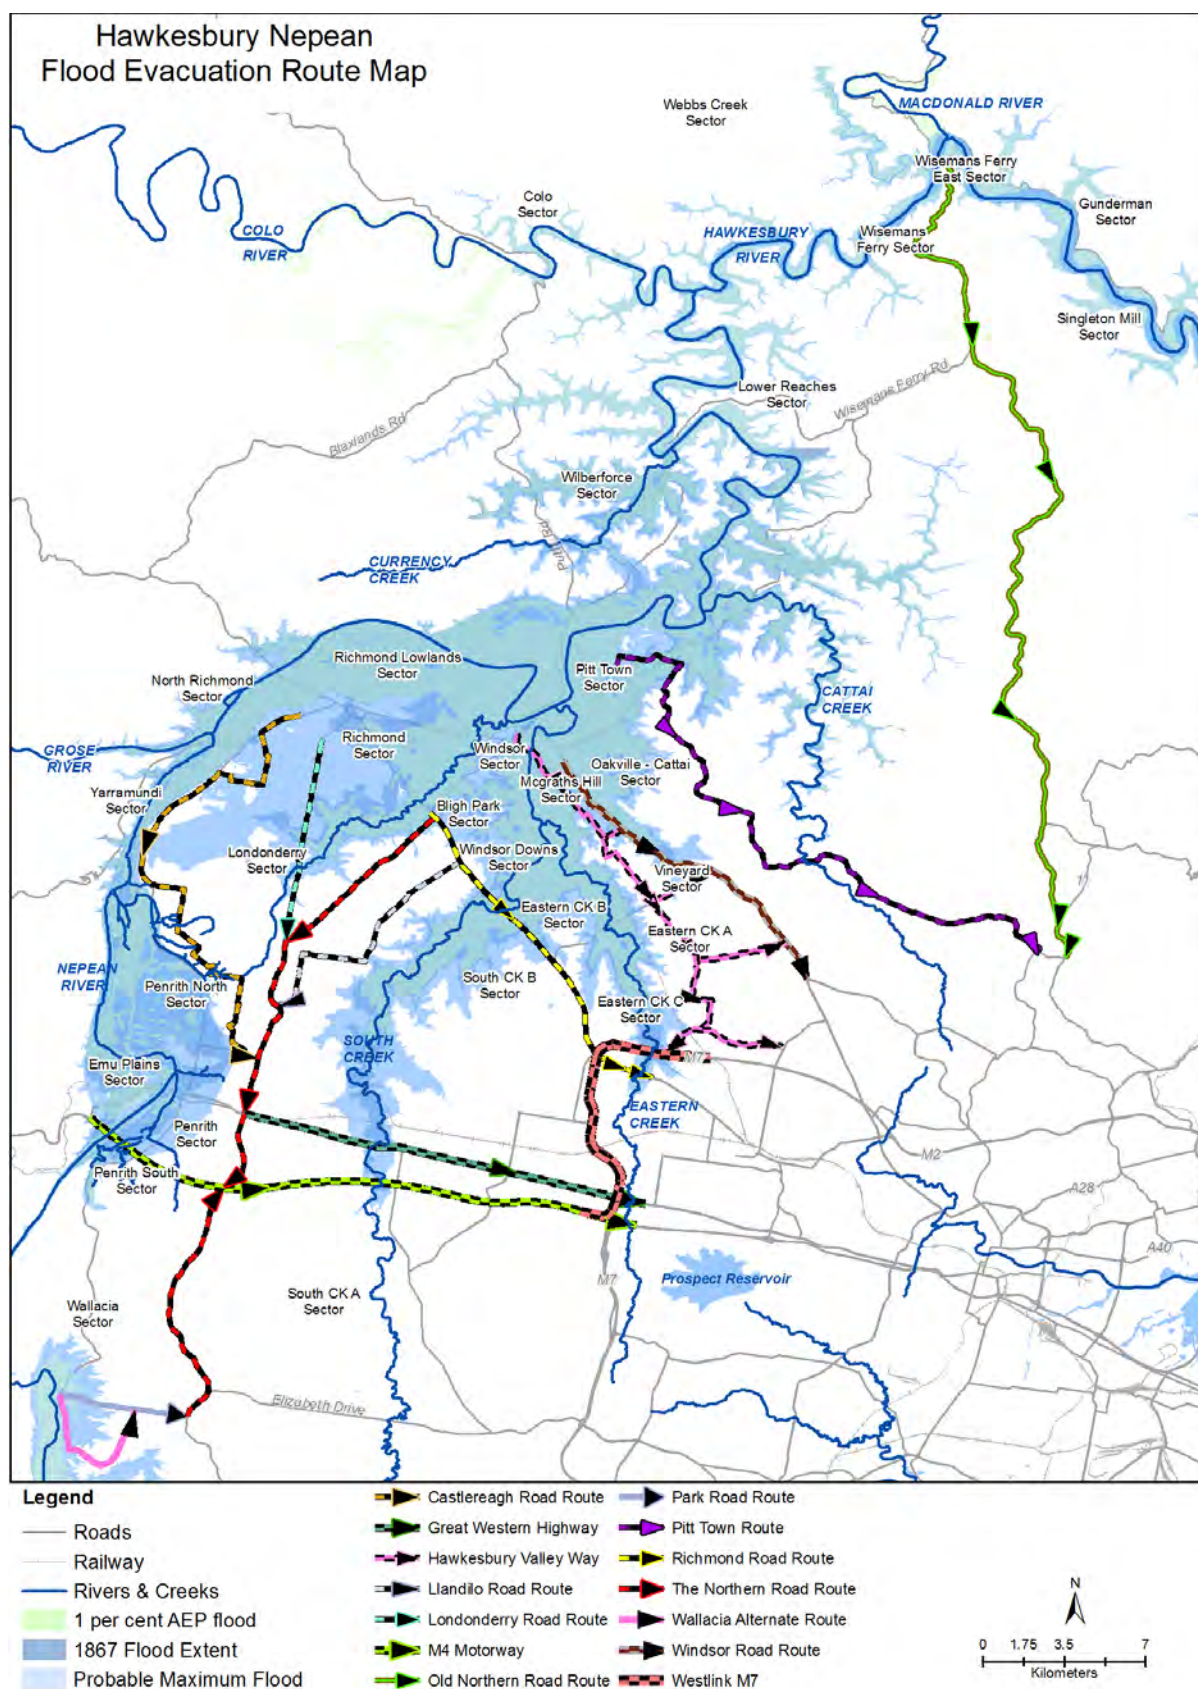 Hawkesbury Nepean
Flood Evacuation Route Map
Webbs Creek
Sector
MACDONALD RIVER
Wisemans Ferry
East Sector
Colo
Sector
Gunderman
Sector
COLO
RIVER
HAWKESBURY
RIVER
Wisemans
Ferry Sector
Singleton Mill
Sector
Lower Reaches
Sector
Wisemans Ferry Rd
Blaxlands Rd
Wilberforce
Sector
Putty Rd
CURRENCY
CREEK
Richmond Lowlands
Sector
Pitt Town
Sector
North Richmond
Sector
CATTAI
CREEK
GROSE
RIVER
Richmond
Sector
Windsor
Sector
Oakville - Cattai
Sector
Mcgraths Hill
Sector
Yarramundi
Sector
Bligh Park
Sector
Londonderry
Sector
Windsor Downs
Sector
Vineyard
Sector
Eastern CK B
Sector
Eastern CK A
Sector
NEPEAN
RIVER
Penrith North
Sector
South CK B
Sector
Eastern CK C
Sector
SOUTH
CREEK
Emu Plains
Sector
M7
EASTERN
CREEK
Penrith
Sector
M2
Penrith South
Sector
A28
A40
M7
Prospect Reservoir
Wallacia
Sector
South CK A
Sector
Elizabeth Drive
Legend
Roads
Railway
Rivers & Creeks
1 per cent AEP flood
1867 Flood Extent
Probable Maximum Flood
Castlereagh Road Route
Great Western Highway
Hawkesbury Valley Way
Llandilo Road Route
Londonderry Road Route
M4 Motorway
Old Northern Road Route
Park Road Route
Pitt Town Route
Richmond Road Route
The Northern Road Route
Wallacia Alternate Route
Windsor Road Route
Westlink M7
N
0 1.75 3.5 7
Kilometers